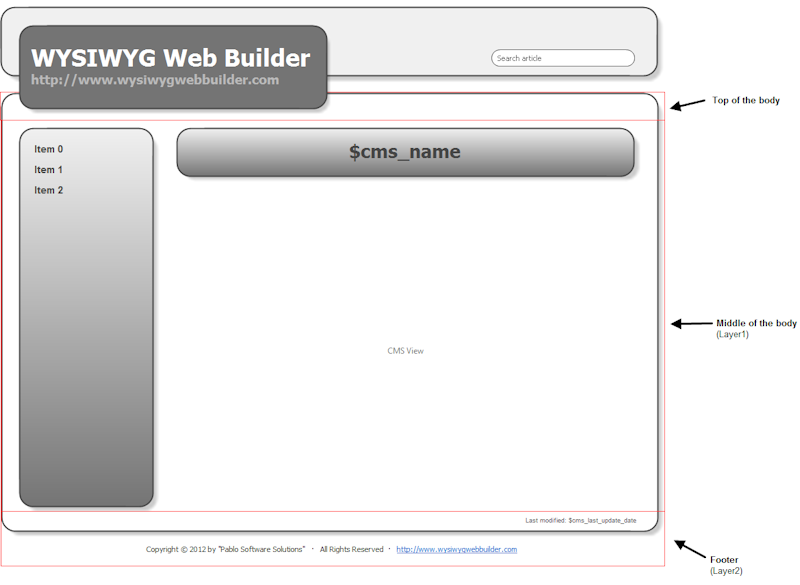 WYSIWYG Web Builder
http://www.wysiwygwebbuilder.com
Search article
Top of the body
Item 0
Item 1
Item 2
$cms_name
Middle of the body
(Layer1)
CMS View
Last modified: $cms_last_update_date
Copyright © 2012 by "Pablo Software Solutions" · All Rights Reserved · http://www.wysiwygwebbuilder.com
Footer
(Layer2)